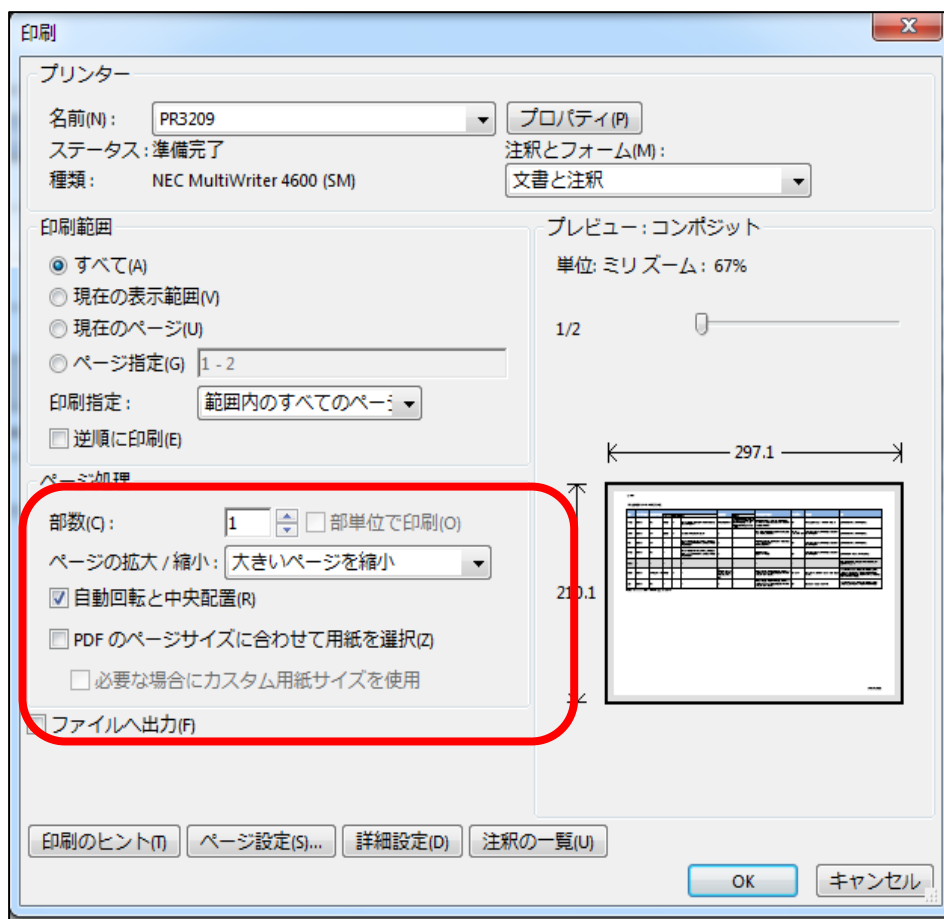 印刷
プリンター
名前(N)： PR3209 プロパティ(P)
ステータス：準備完了 注釈とフォーム(M)：
種類： NEC MultiWriter 4600 (SM) 文書と注釈
印刷範囲
すべて(A)
現在の表示範囲(V)
現在のページ(U)
ページ指定(G) 1 - 2
印刷指定： 範囲内のすべてのペー
逆順に印刷(E)
ページ処理
部数(C)： 1 部単位で印刷(O)
ページの拡大 / 縮小： 大きいページを縮小
自動回転と中央配置(R)
PDF のページサイズに合わせて用紙を選択(Z)
必要な場合にカスタム用紙サイズを使用
ファイルへ出力(F)
プレビュー：コンポジット
単位: ミリ ズーム： 67%
1/2
297.1
210.1
印刷のヒント(T) ページ設定(S)... 詳細設定(D) 注釈の一覧(U)
OK キャンセル